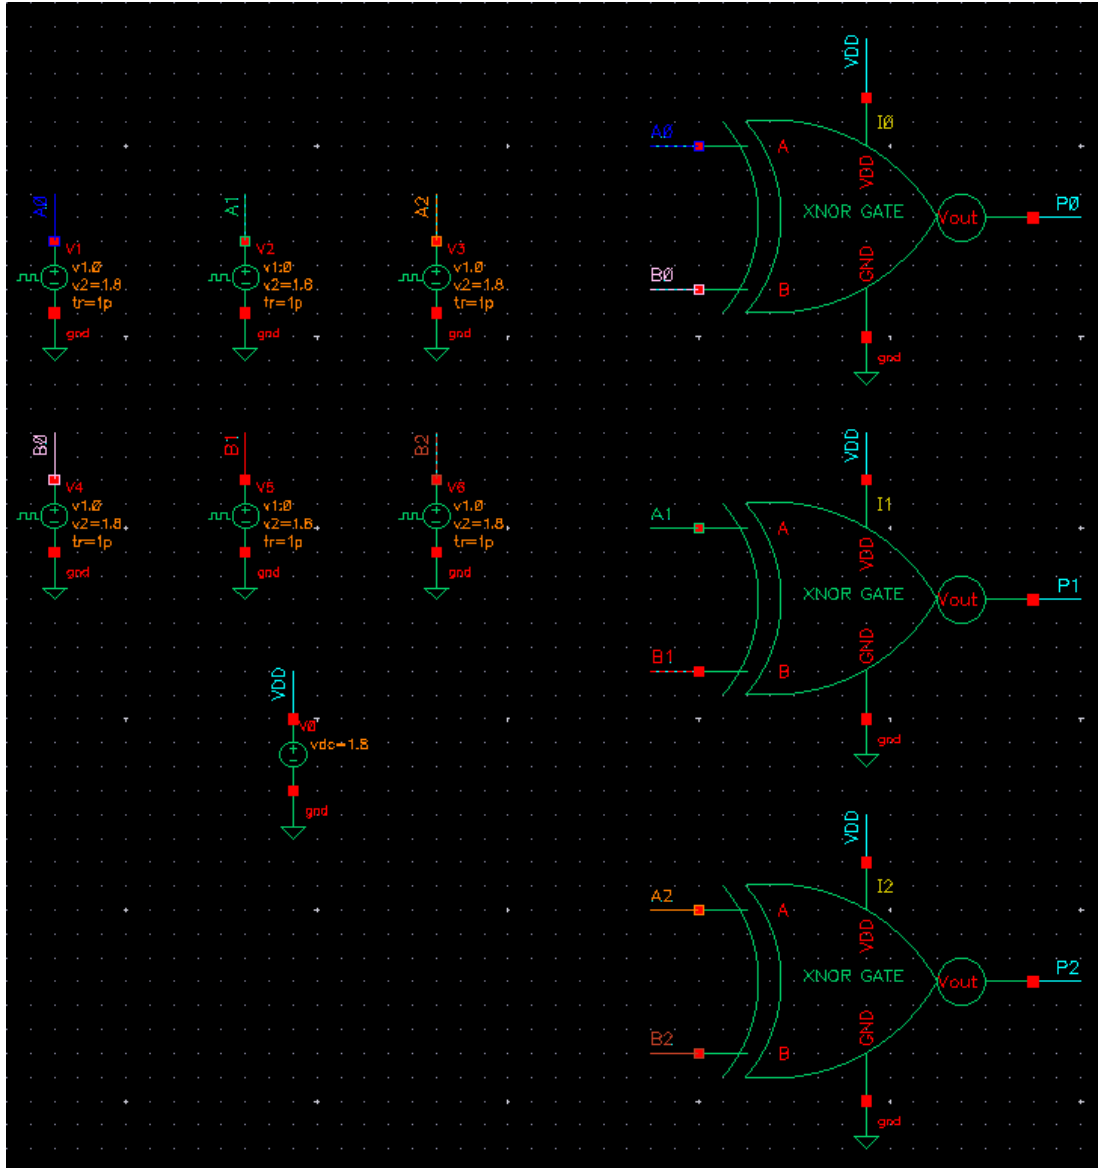 A0
V1
v1:0
v2=1.8
tr=1p
gnd
A1
V2
v1:0
v2=1.8
tr=1p
gnd
A2
V3
v1:0
v2=1.8
tr=1p
gnd
B0
V4
v1:0
v2=1.8
tr=1p
gnd
B1
V5
v1:0
v2=1.8
tr=1p
gnd
B2
V6
v1:0
v2=1.8
tr=1p
gnd
VDD
V0
vdc=1.8
gnd
VDD
I0
A0
A
VDD
XNOR GATE
Vout
P0
B0
B
GND
gnd
VDD
I1
A1
A
VDD
XNOR GATE
Vout
P1
B1
B
GND
gnd
VDD
I2
A2
A
VDD
XNOR GATE
Vout
P2
B2
B
GND
gnd